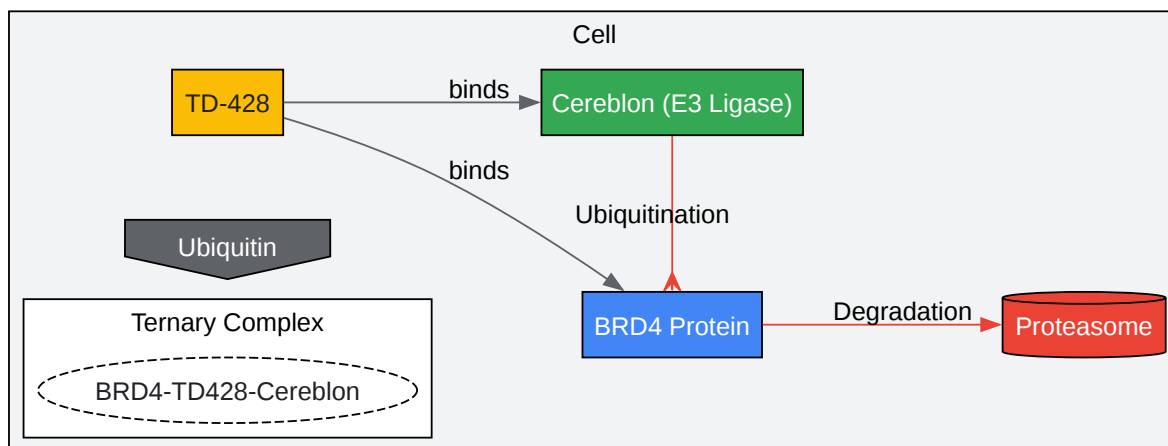 Cell
TD-428
binds
Cereblon (E3 Ligase)
binds
Ubiquitination
Ubiquitin
BRD4 Protein
Degradation
Proteasome
Ternary Complex
BRD4-TD428-Cereblon